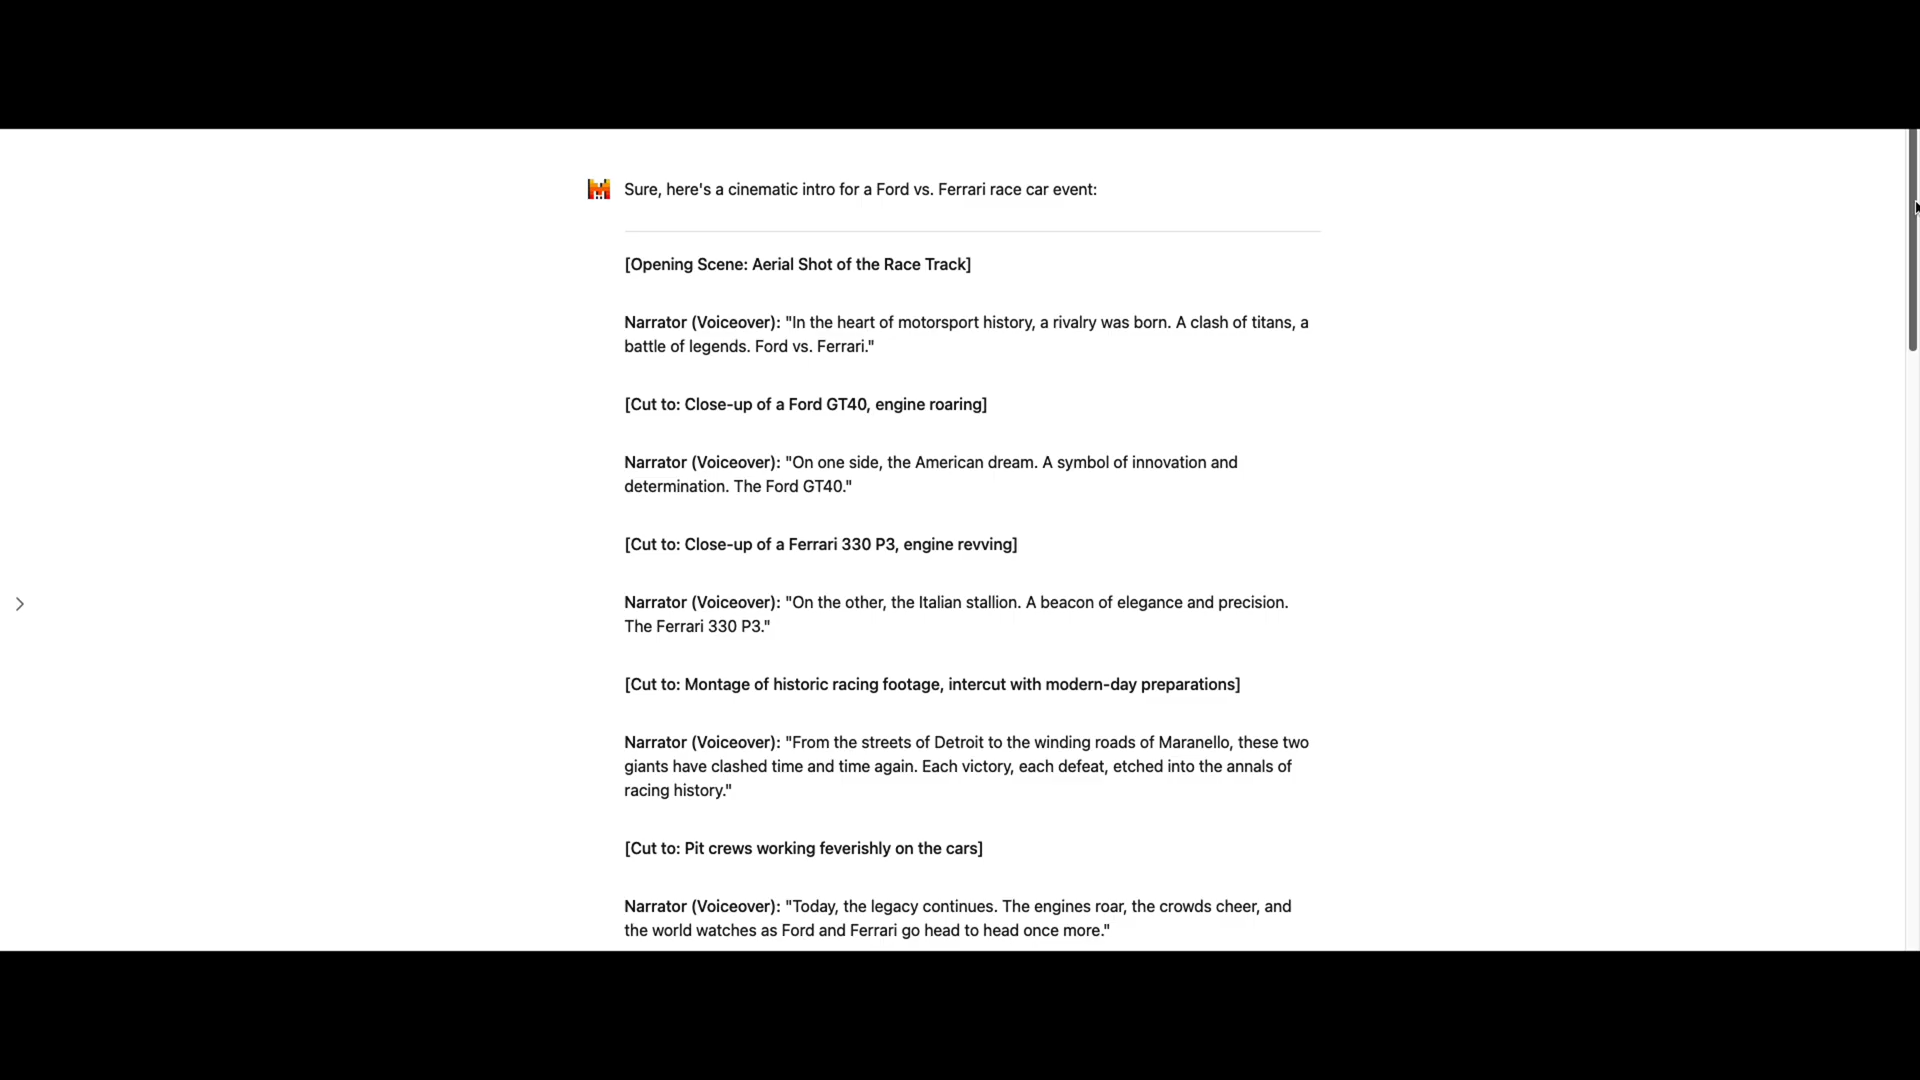 Sure, here's a cinematic intro for a Ford vs. Ferrari race car event:
[Opening Scene: Aerial Shot of the Race Track]
Narrator (Voiceover): "In the heart of motorsport history, a rivalry was born. A clash of titans, a
battle of legends. Ford vs. Ferrari."
[Cut to: Close-up of a Ford GT40, engine roaring]
Narrator (Voiceover): "On one side, the American dream. A symbol of innovation and
determination. The Ford GT40."
[Cut to: Close-up of a Ferrari 330 P3, engine revving]
Narrator (Voiceover): "On the other, the Italian stallion. A beacon of elegance and precision.
The Ferrari 330 P3."
[Cut to: Montage of historic racing footage, intercut with modern-day preparations]
Narrator (Voiceover): "From the streets of Detroit to the winding roads of Maranello, these two
giants have clashed time and time again. Each victory, each defeat, etched into the annals of
racing history."
[Cut to: Pit crews working feverishly on the cars]
Narrator (Voiceover): "Today, the legacy continues. The engines roar, the crowds cheer, and
the world watches as Ford and Ferrari go head to head once more."